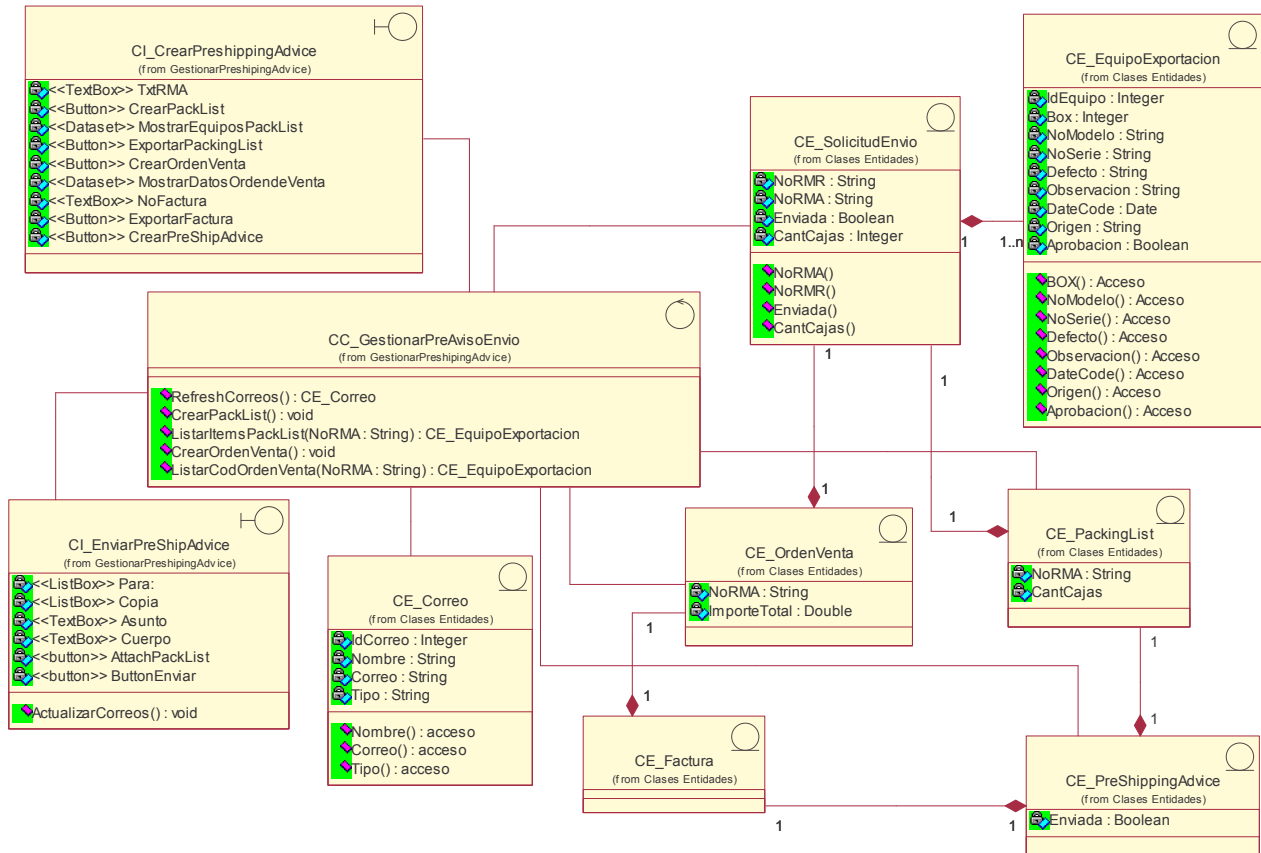 CI_CrearPreshippingAdvice
(from GestionarPreshipingAdvice)
<<TextBox>> TxtRMA
<<Button>> CrearPackList
<<Dataset>> MostrarEquiposPackList
<<Button>> ExportarPackingList
<<Button>> CrearOrdenVenta
<<Dataset>> MostrarDatosOrdendeVenta
<<TextBox>> NoFactura
<<Button>> ExportarFactura
<<Button>> CrearPreShipAdvice
CE_SolicitudEnvio
(from Clases Entidades)
NoRMR : String
NoRMA : String
Enviada : Boolean
CantCajas : Integer
NoRMA()
NoRMR()
Enviada()
CantCajas()
1
1..n
1
1
CE_EquipoExportacion
(from Clases Entidades)
IdEquipo : Integer
Box : Integer
NoModelo : String
NoSerie : String
Defecto : String
Observacion : String
DateCode : Date
Origen : String
Aprobacion : Boolean
BOX() : Acceso
NoModelo() : Acceso
NoSerie() : Acceso
Defecto() : Acceso
Observacion() : Acceso
DateCode() : Acceso
Origen() : Acceso
Aprobacion() : Acceso
CC_GestionarPreAvisoEnvio
(from GestionarPreshipingAdvice)
RefreshCorreos() : CE_Correo
CrearPackList() : void
ListarItemsPackList(NoRMA : String) : CE_EquipoExportacion
CrearOrdenVenta() : void
ListarCodOrdenVenta(NoRMA : String) : CE_EquipoExportacion
CI_EnviarPreShipAdvice
(from GestionarPreshipingAdvice)
<<ListBox>> Para:
<<ListBox>> Copia
<<TextBox>> Asunto
<<TextBox>> Cuerpo
<<button>> AttachPackList
<<button>> ButtonEnviar
ActualizarCorreos() : void
CE_Correo
(from Clases Entidades)
IdCorreo : Integer
Nombre : String
Correo : String
Tipo : String
Nombre() : acceso
Correo() : acceso
Tipo() : acceso
1
CE_OrdenVenta
(from Clases Entidades)
NoRMA : String
ImporteTotal : Double
1
1
1
CE_PackingList
(from Clases Entidades)
NoRMA : String
CantCajas
1
1
CE_Factura
(from Clases Entidades)
1
1
CE_PreShippingAdvice
(from Clases Entidades)
Enviada : Boolean